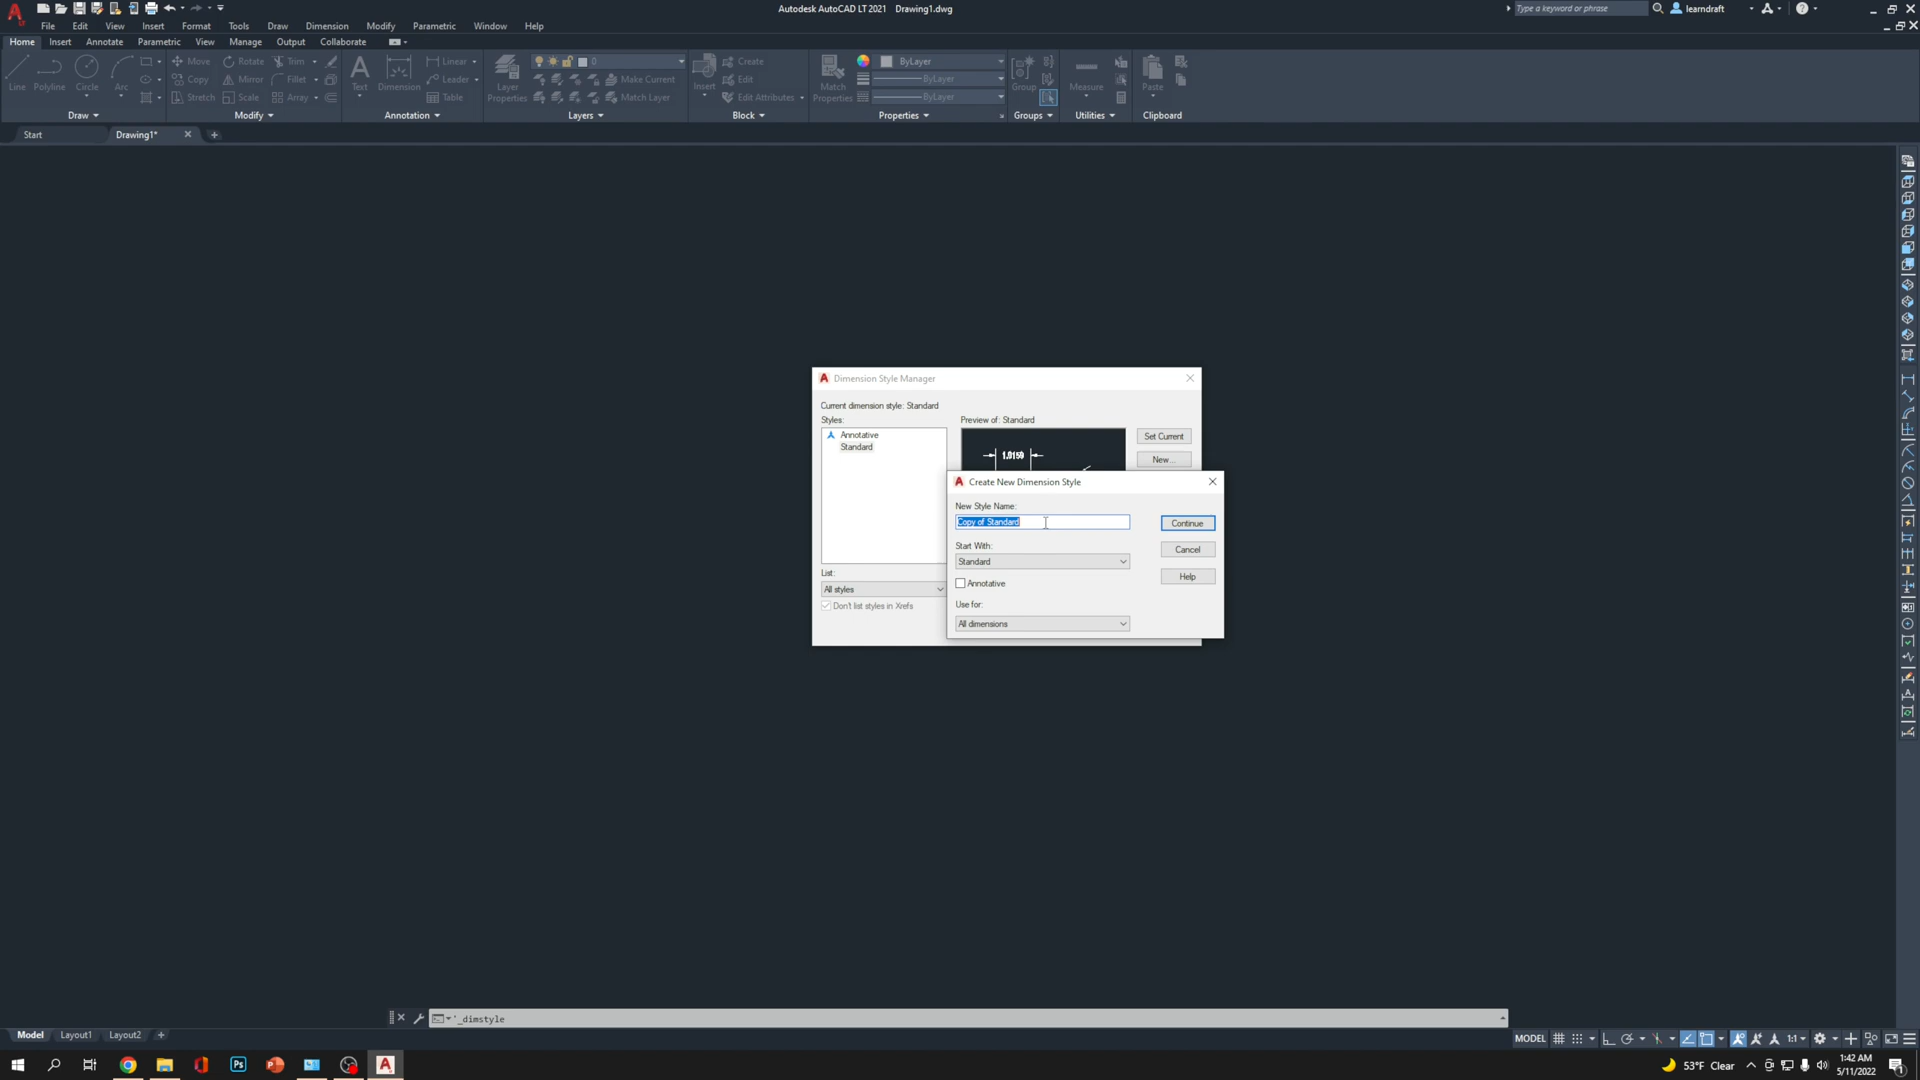 Autodesk AutoCAD LT 2021 Drawing1.dwg
Type a keyword or phrase
learndraft
File Edit View Insert Format Tools Draw Dimension Modify Parametric Window Help
Home Insert Annotate Parametric View Manage Output Collaborate
Line Polyline Circle Arc
Move Rotate Trim
Copy Mirror Fillet
Stretch Scale Array
Text Dimension
Linear
Leader
Table
Layer Properties
0
Make Current
Match Layer
Insert
Create
Edit
Edit Attributes
Match Properties
ByLayer
ByLayer
ByLayer
Group
Measure
Paste
Draw Modify Annotation Layers Block Properties Groups Utilities Clipboard
Start Drawing1*
Dimension Style Manager
Current dimension style: Standard
Styles:
Annotative
Standard
Preview of: Standard
1.0159
Set Current
New...
List:
All styles
Don't list styles in Xrefs
Create New Dimension Style
New Style Name:
Copy of Standard
Continue
Start With:
Standard
Cancel
Annotative
Help
Use for:
All dimensions
'_dimstyle
Model Layout1 Layout2
MODEL 1:1
53°F Clear
1:42 AM
5/11/2022